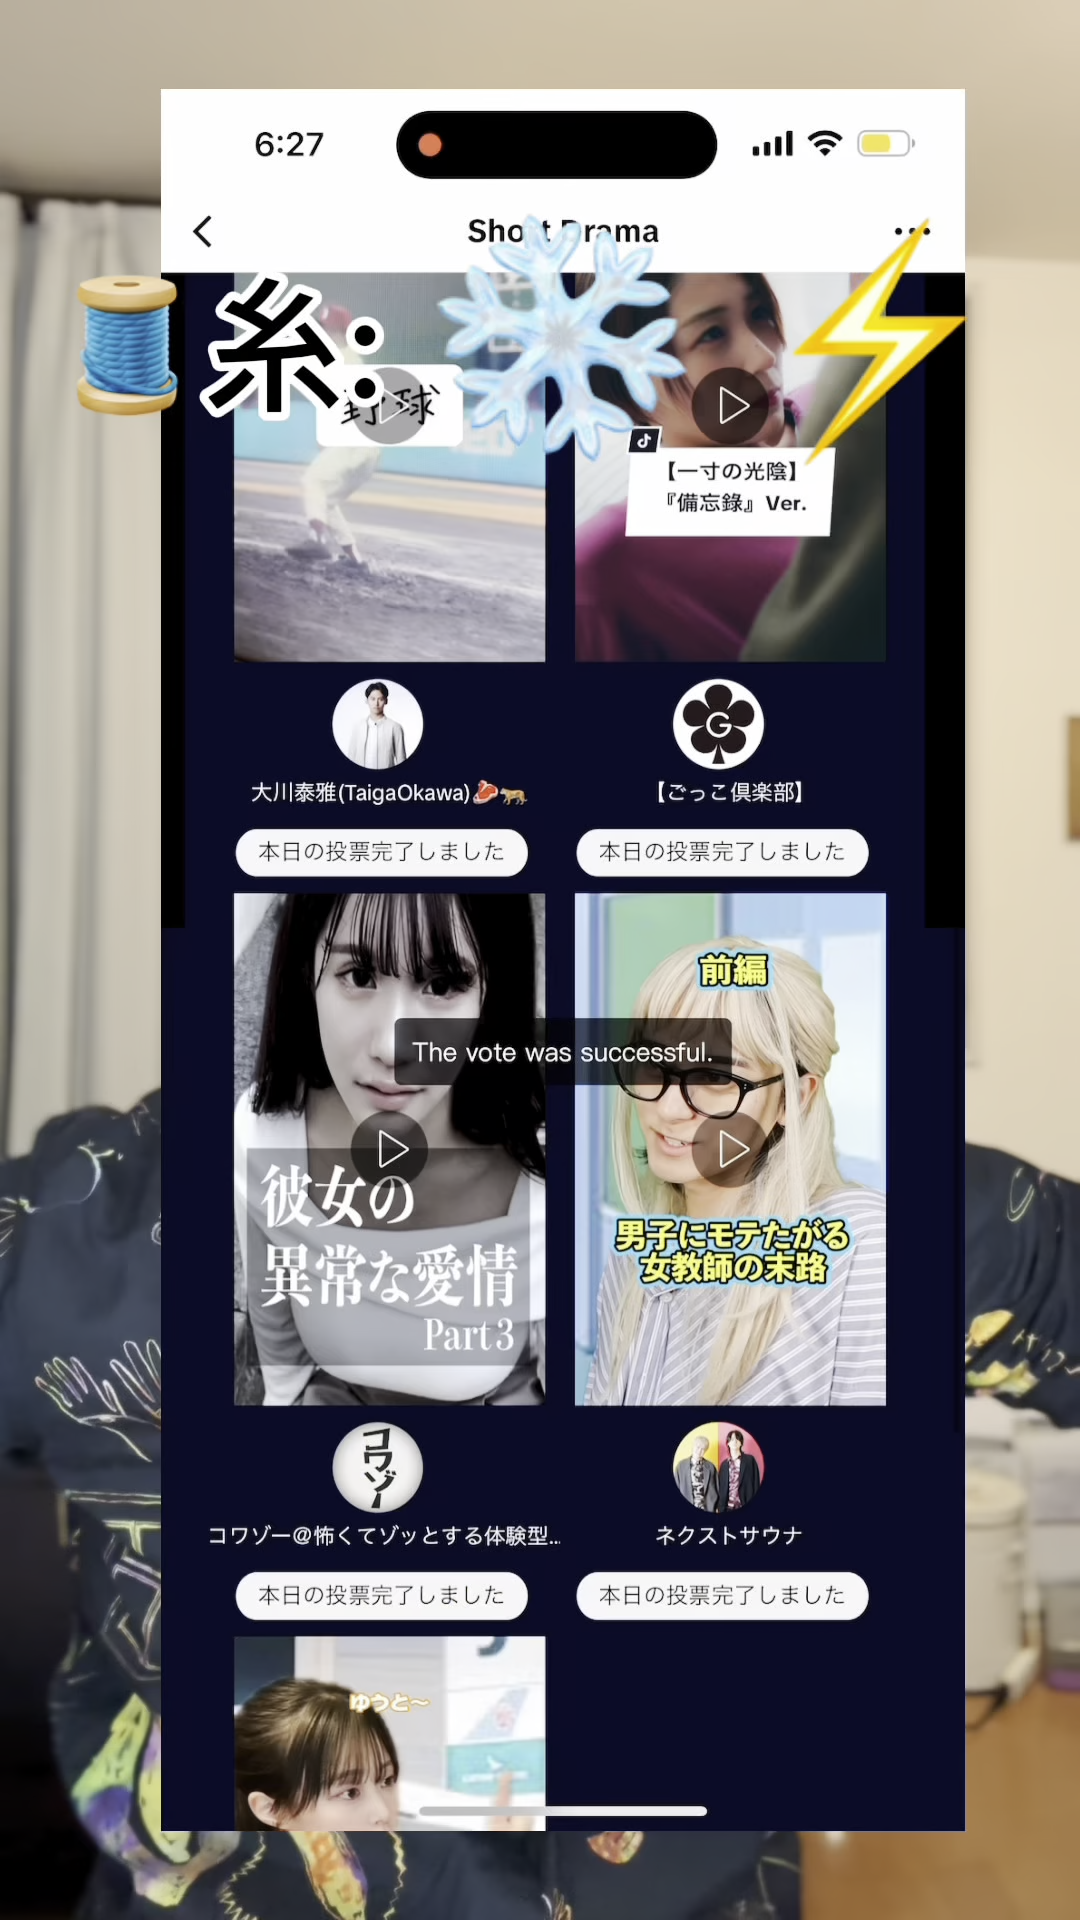 6:27
Short Drama
糸:
野球
【一寸の光陰】
『備忘錄』Ver.
大川泰雅(TaigaOkawa)🥩🐆
【ごっこ倶楽部】
本日の投票完了しました
本日の投票完了しました
前編
The vote was successful.
彼女の
異常な愛情
Part3
男子にモテたがる
女教師の末路
コワゾー
コワゾー＠怖くてゾッとする体験型...
ネクストサウナ
本日の投票完了しました
本日の投票完了しました
ゆうと〜